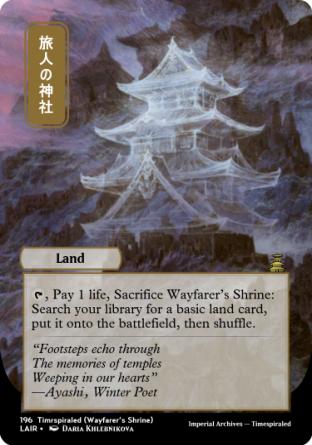 旅人の神社
Land
, Pay 1 life, Sacrifice Wayfarer's Shrine:
Search your library for a basic land card,
put it onto the battlefield, then shuffle.
“Footsteps echo through
The memories of temples
Weeping in our hearts”
—Ayashi, Winter Poet
196 Timrspiraled (Wayfarer's Shrine)
LAIR • Daria Khlebnikova
Imperial Archives — Timespiraled